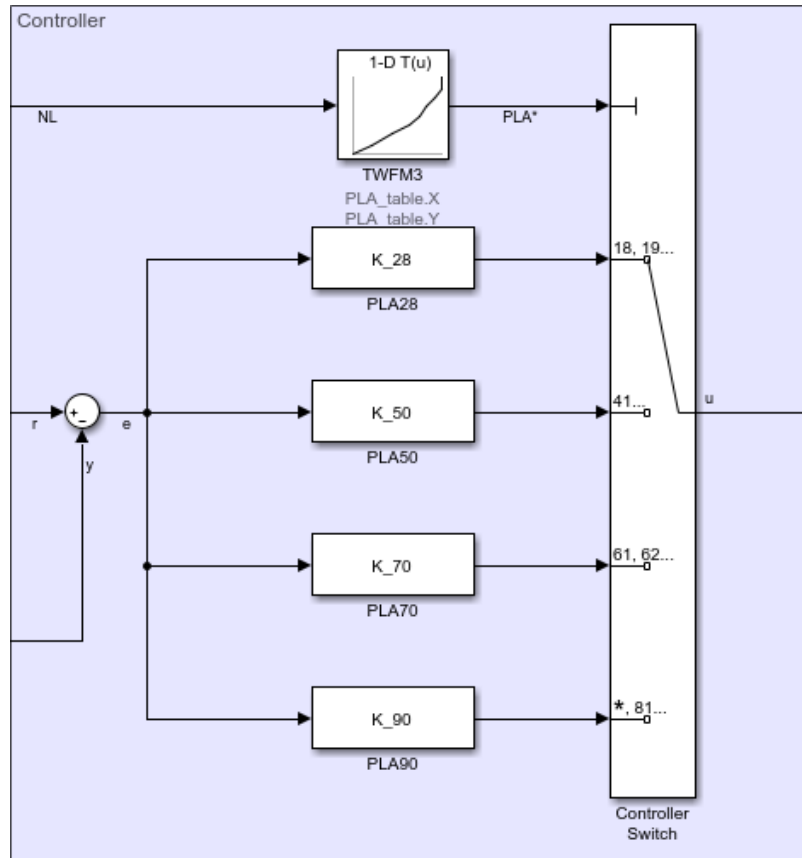 Controller
1-D T(u)
NL
PLA*
TWFM3
PLA_table.X
PLA_table.Y
K_28
18, 19...
PLA28
r
+
−
e
y
K_50
41...
u
PLA50
K_70
61, 62...
PLA70
K_90
*, 81...
PLA90
Controller
Switch